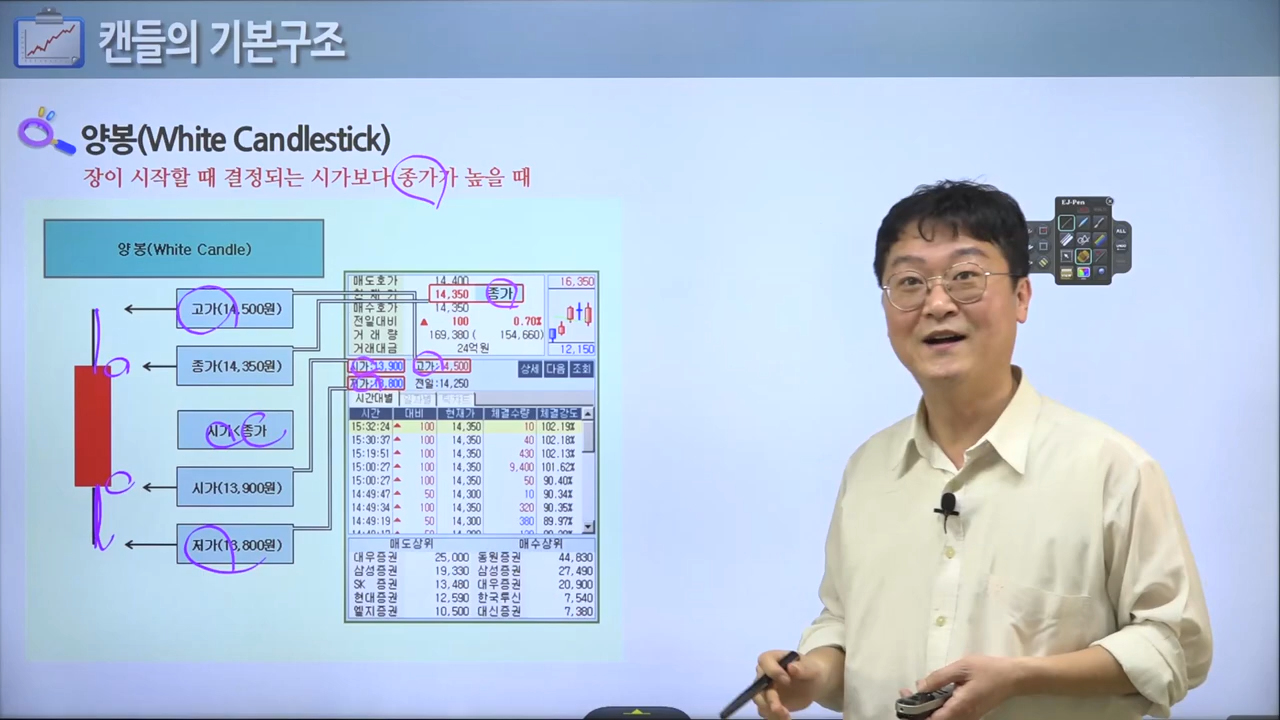 캔들의 기본구조
양봉(White Candlestick)
장이 시작할 때 결정되는 시가보다 종가가 높을 때
양봉(White Candle)
고가(14,500원)
종가(14,350원)
시가<종가
시가(13,900원)
저가(13,800원)
매도호가 14,400
14,350 종가
매수호가 14,350
전일대비 ▲ 100 0.70%
거 래 량 169,380 ( 154,660)
거래대금 24억원
16,350
12,150
시가:13,900 고가:14,500
저가:13,800 전일:14,250
상세 다음 조회
시간대별
시간 대비 현재가 체결수량 체결강도
15:32:24 100 14,350 10 102.19%
15:30:37 100 14,350 40 102.18%
15:19:51 100 14,350 430 102.13%
15:00:27 100 14,350 9,400 101.62%
15:00:27 100 14,350 50 90.40%
14:49:47 50 14,300 10 90.34%
14:49:34 100 14,350 320 90.35%
14:49:19 50 14,300 380 89.97%
매도상위 매수상위
대우증권 25,000 동원증권 44,830
삼성증권 19,330 삼성증권 27,490
SK 증권 13,480 대우증권 20,900
현대증권 12,590 한국투신 7,540
엘지증권 10,500 대신증권 7,380
EJ-Pen
ALL